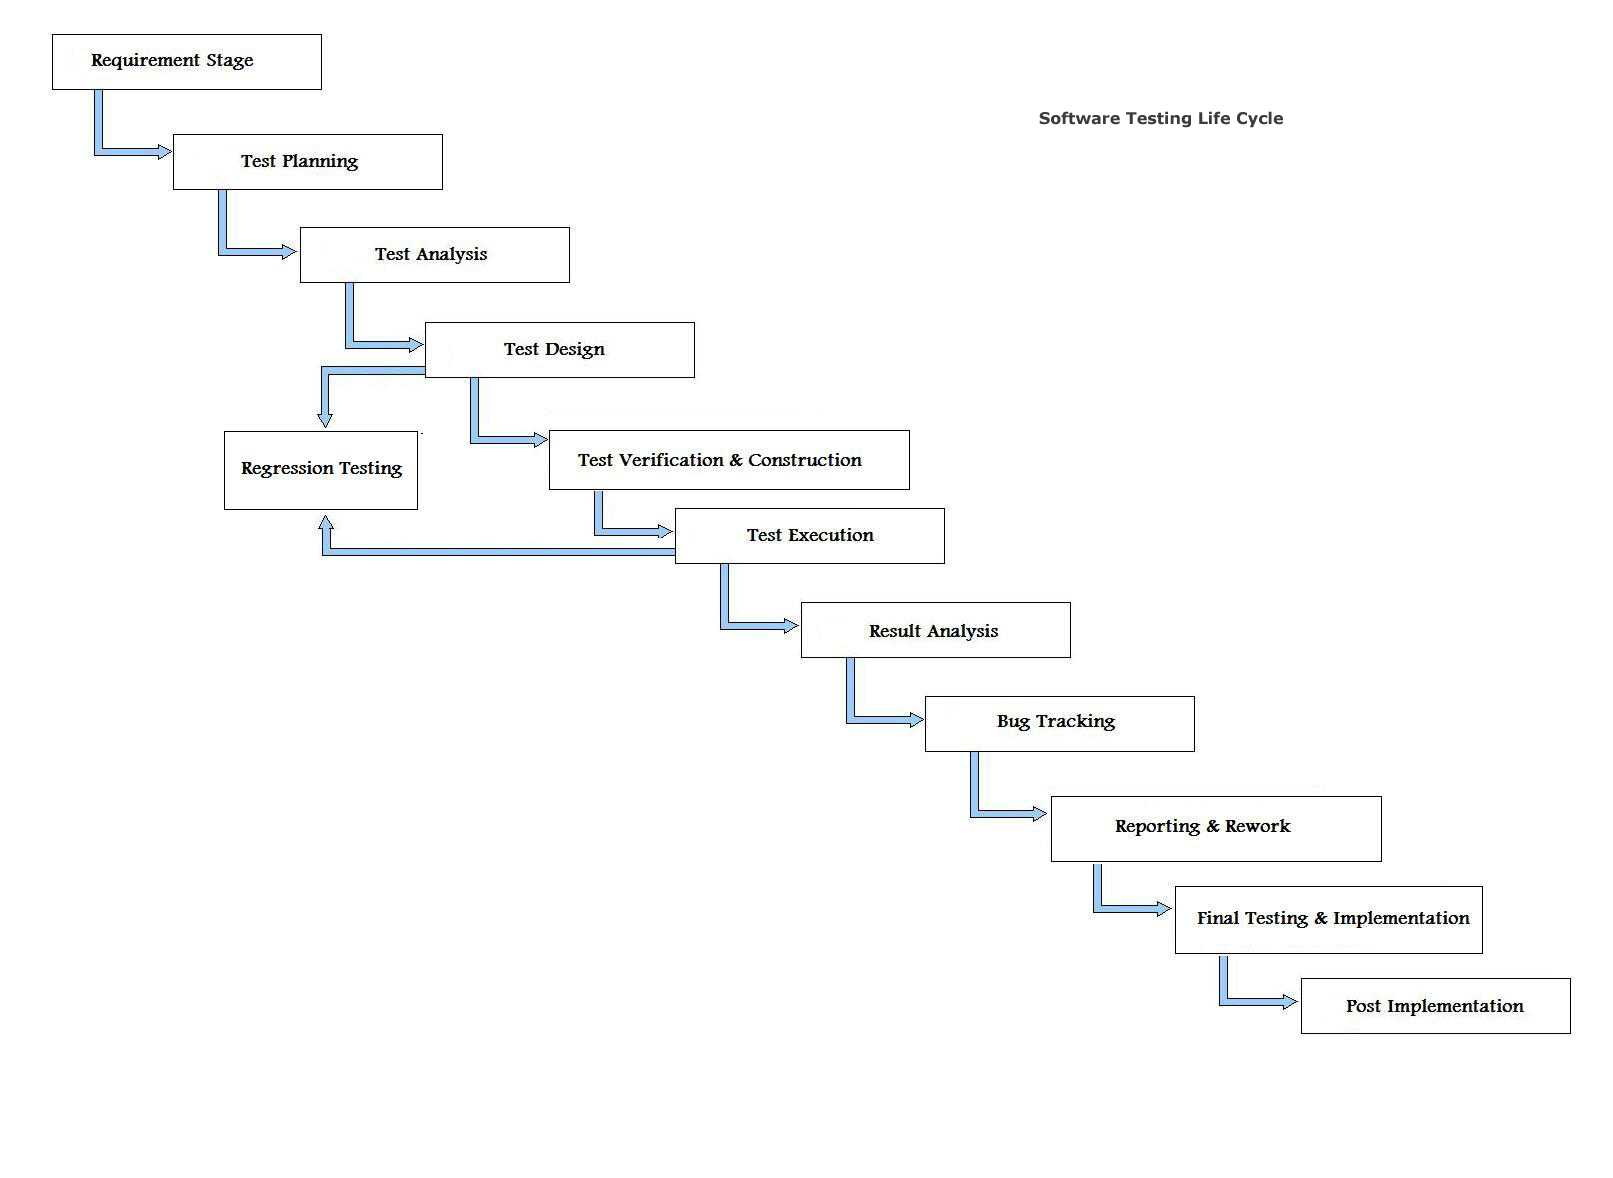 Requirement Stage
Software Testing Life Cycle
Test Planning
Test Analysis
Test Design
Test Verification & Construction
Regression Testing
Test Execution
Result Analysis
Bug Tracking
Reporting & Rework
Final Testing & Implementation
Post Implementation